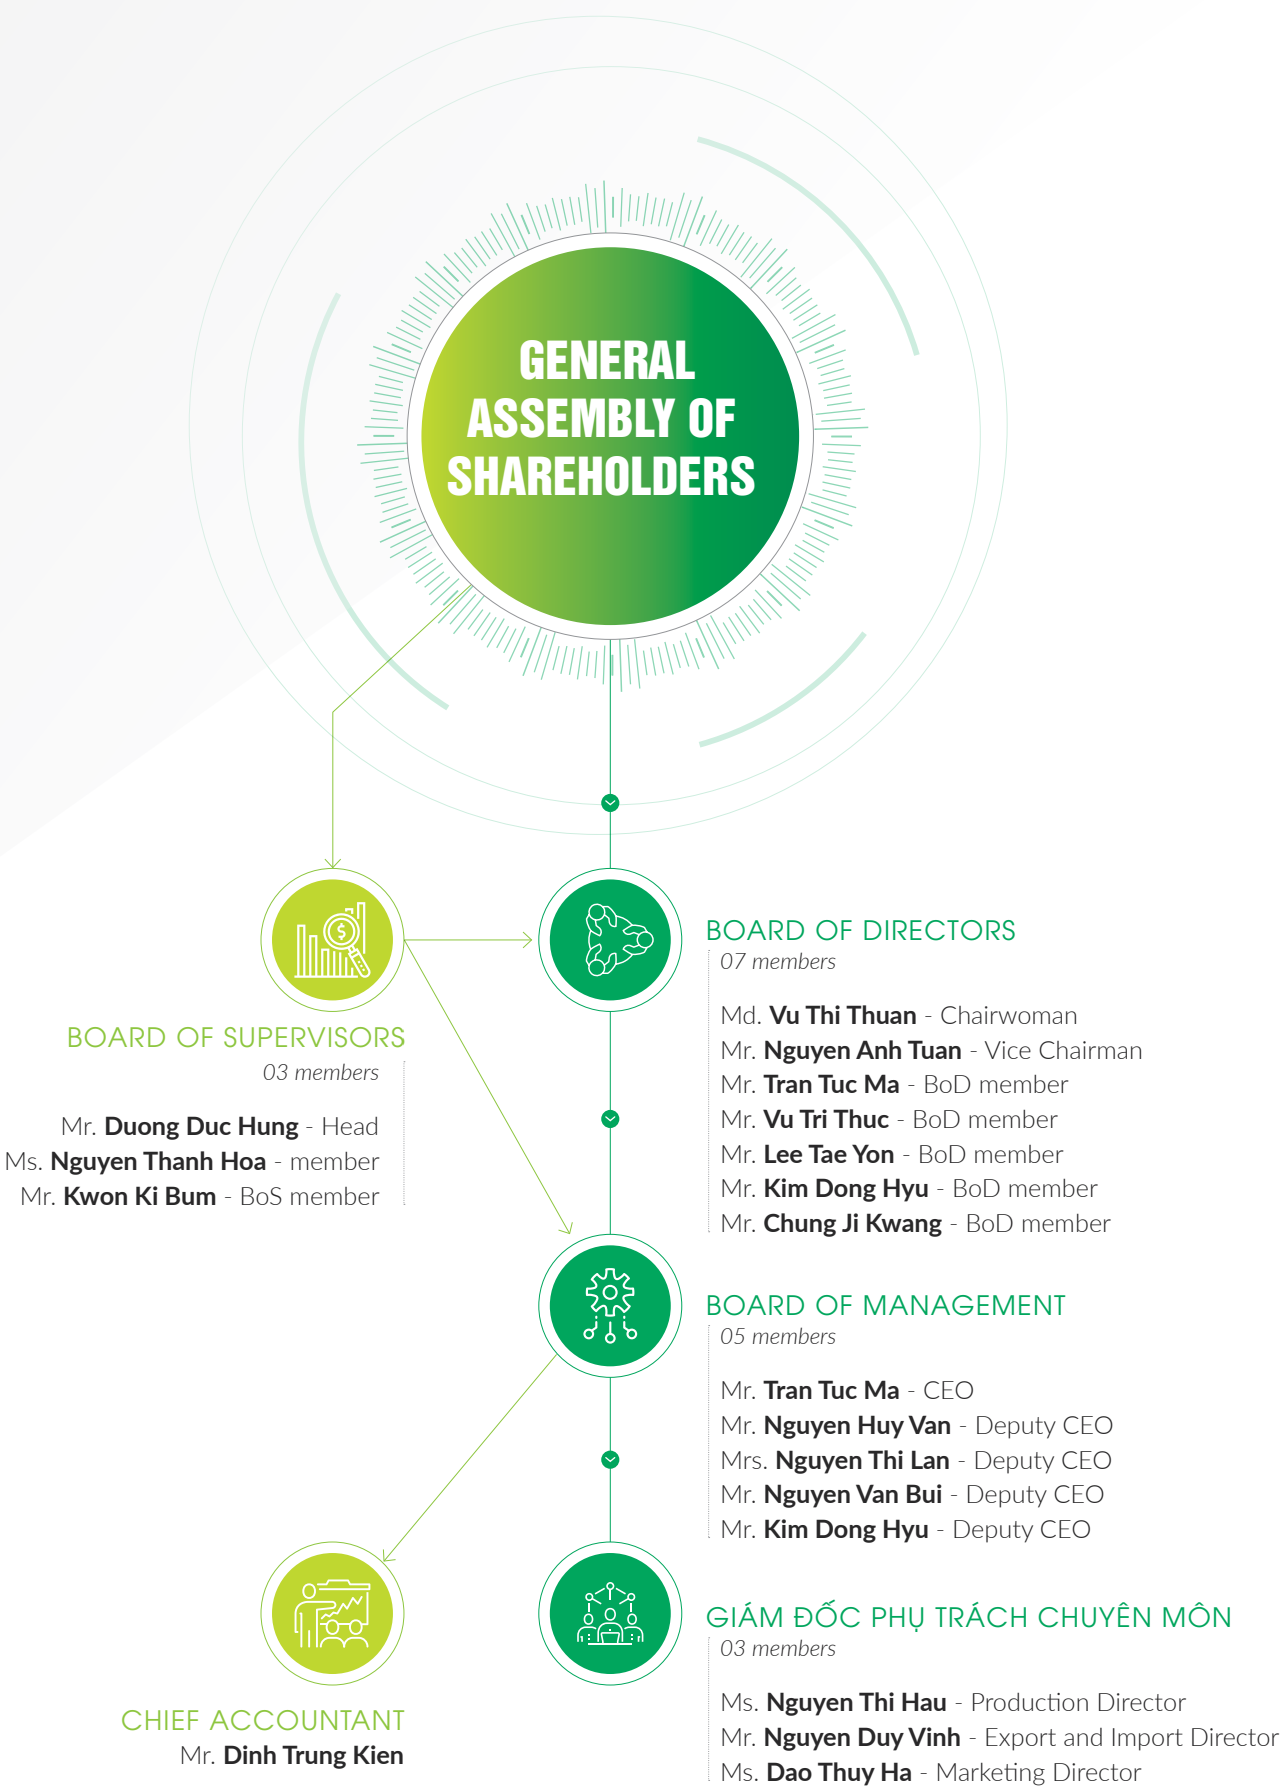 GENERAL
ASSEMBLY OF
SHAREHOLDERS
$
BOARD OF SUPERVISORS
03 members
Mr. Duong Duc Hung - Head
Ms. Nguyen Thanh Hoa - member
Mr. Kwon Ki Bum - BoS member
BOARD OF DIRECTORS
07 members
Md. Vu Thi Thuan - Chairwoman
Mr. Nguyen Anh Tuan - Vice Chairman
Mr. Tran Tuc Ma - BoD member
Mr. Vu Tri Thuc - BoD member
Mr. Lee Tae Yon - BoD member
Mr. Kim Dong Hyu - BoD member
Mr. Chung Ji Kwang - BoD member
BOARD OF MANAGEMENT
05 members
Mr. Tran Tuc Ma - CEO
Mr. Nguyen Huy Van - Deputy CEO
Mrs. Nguyen Thi Lan - Deputy CEO
Mr. Nguyen Van Bui - Deputy CEO
Mr. Kim Dong Hyu - Deputy CEO
CHIEF ACCOUNTANT
Mr. Dinh Trung Kien
GIÁM ĐỐC PHỤ TRÁCH CHUYÊN MÔN
03 members
Ms. Nguyen Thi Hau - Production Director
Mr. Nguyen Duy Vinh - Export and Import Director
Ms. Dao Thuy Ha - Marketing Director